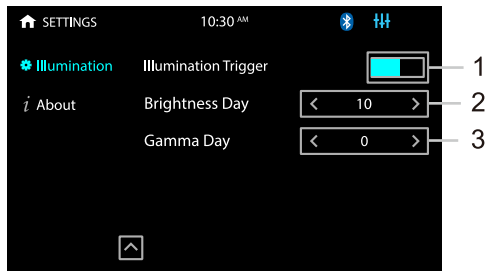 SETTINGS 10:30 AM
Illumination Illumination Trigger 1
i About Brightness Day < 10 > 2
Gamma Day < 0 > 3